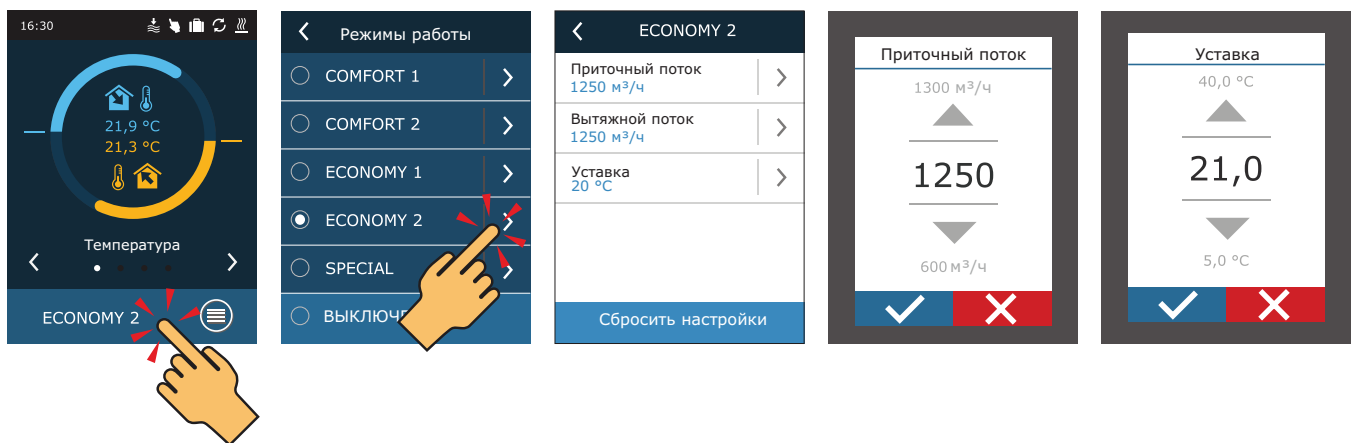 16:30
21,9 °C
21,3 °C
Температура
ECONOMY 2
Режимы работы
COMFORT 1
COMFORT 2
ECONOMY 1
ECONOMY 2
SPECIAL
ECONOMY 2
Приточный поток
1250 м³/ч
Вытяжной поток
1250 м³/ч
Уставка
20 °C
Сбросить настройки
Приточный поток
1300 м³/ч
1250
600 м³/ч
Уставка
40,0 °C
21,0
5,0 °C